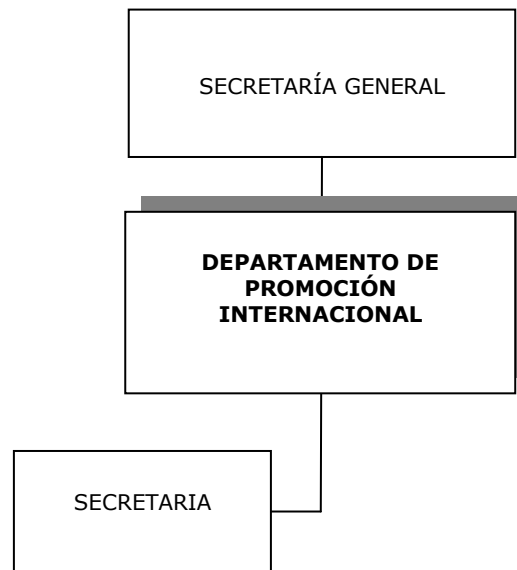 SECRETARÍA GENERAL
DEPARTAMENTO DE
PROMOCIÓN
INTERNACIONAL
SECRETARIA